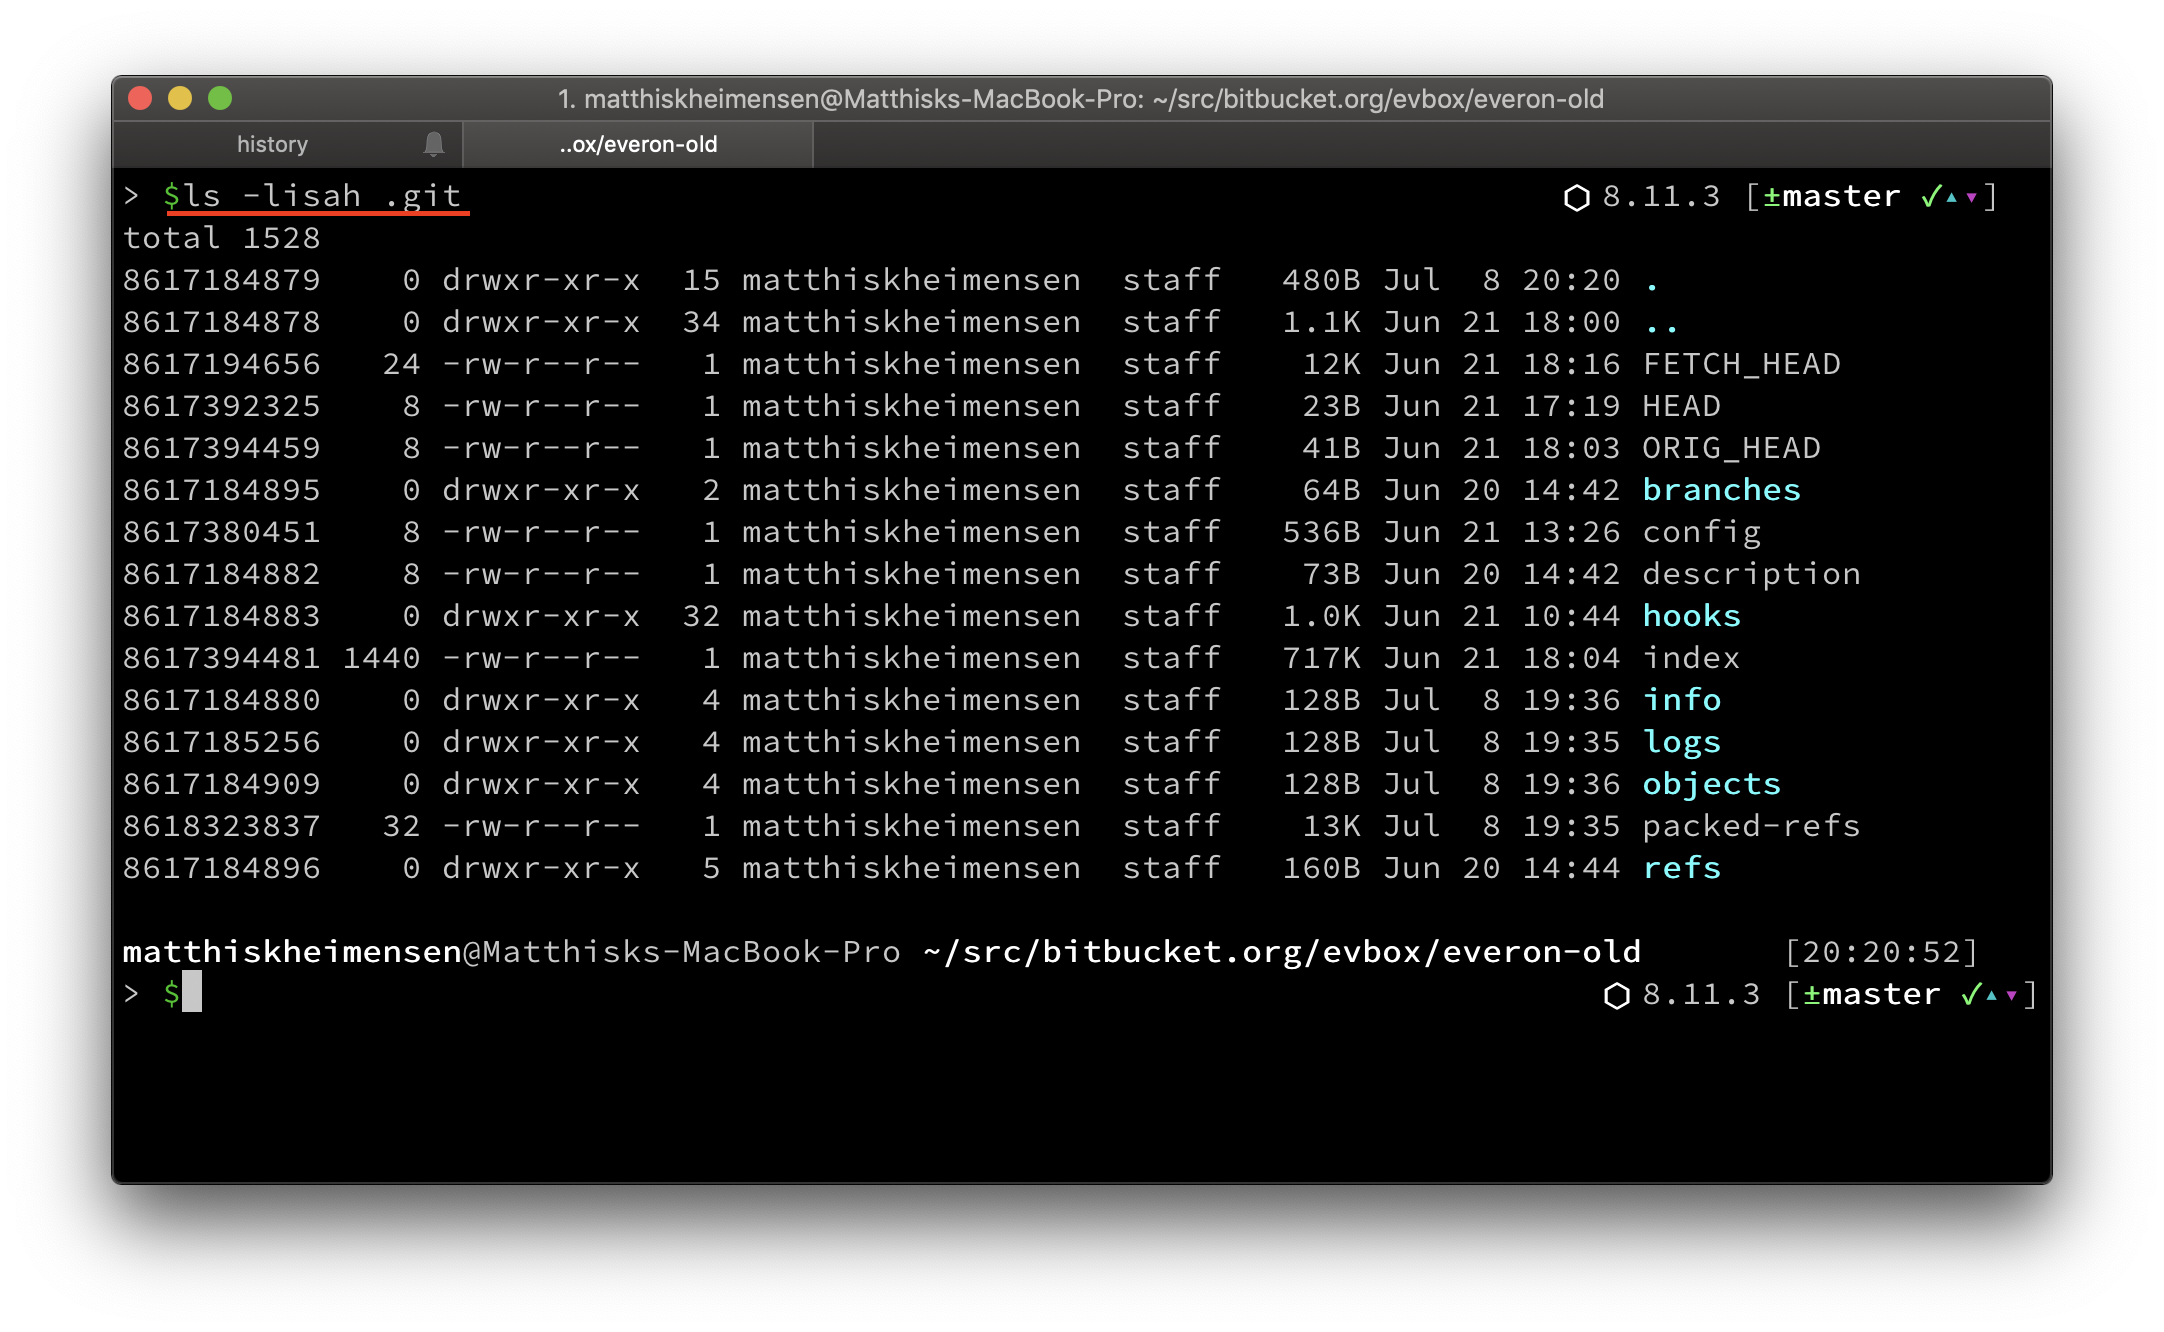 1. matthiskheimensen@Matthisks-MacBook-Pro: ~/src/bitbucket.org/evbox/everon-old
history ..ox/everon-old
> $ls -lisah .git ⬡ 8.11.3 [±master ✓▴▾]
total 1528
8617184879    0 drwxr-xr-x  15 matthiskheimensen  staff   480B Jul  8 20:20 .
8617184878    0 drwxr-xr-x  34 matthiskheimensen  staff   1.1K Jun 21 18:00 ..
8617194656   24 -rw-r--r--   1 matthiskheimensen  staff    12K Jun 21 18:16 FETCH_HEAD
8617392325    8 -rw-r--r--   1 matthiskheimensen  staff    23B Jun 21 17:19 HEAD
8617394459    8 -rw-r--r--   1 matthiskheimensen  staff    41B Jun 21 18:03 ORIG_HEAD
8617184895    0 drwxr-xr-x   2 matthiskheimensen  staff    64B Jun 20 14:42 branches
8617380451    8 -rw-r--r--   1 matthiskheimensen  staff   536B Jun 21 13:26 config
8617184882    8 -rw-r--r--   1 matthiskheimensen  staff    73B Jun 20 14:42 description
8617184883    0 drwxr-xr-x  32 matthiskheimensen  staff   1.0K Jun 21 10:44 hooks
8617394481 1440 -rw-r--r--   1 matthiskheimensen  staff   717K Jun 21 18:04 index
8617184880    0 drwxr-xr-x   4 matthiskheimensen  staff   128B Jul  8 19:36 info
8617185256    0 drwxr-xr-x   4 matthiskheimensen  staff   128B Jul  8 19:35 logs
8617184909    0 drwxr-xr-x   4 matthiskheimensen  staff   128B Jul  8 19:36 objects
8618323837   32 -rw-r--r--   1 matthiskheimensen  staff    13K Jul  8 19:35 packed-refs
8617184896    0 drwxr-xr-x   5 matthiskheimensen  staff   160B Jun 20 14:44 refs
matthiskheimensen@Matthisks-MacBook-Pro ~/src/bitbucket.org/evbox/everon-old [20:20:52]
> $ ⬡ 8.11.3 [±master ✓▴▾]